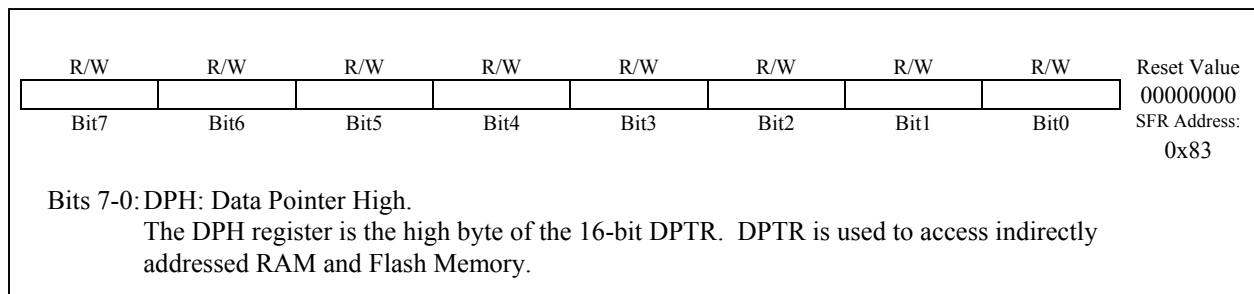 R/W R/W R/W R/W R/W R/W R/W R/W Reset Value
00000000
Bit7 Bit6 Bit5 Bit4 Bit3 Bit2 Bit1 Bit0 SFR Address:
0x83
Bits 7-0: DPH: Data Pointer High.
The DPH register is the high byte of the 16-bit DPTR. DPTR is used to access indirectly
addressed RAM and Flash Memory.